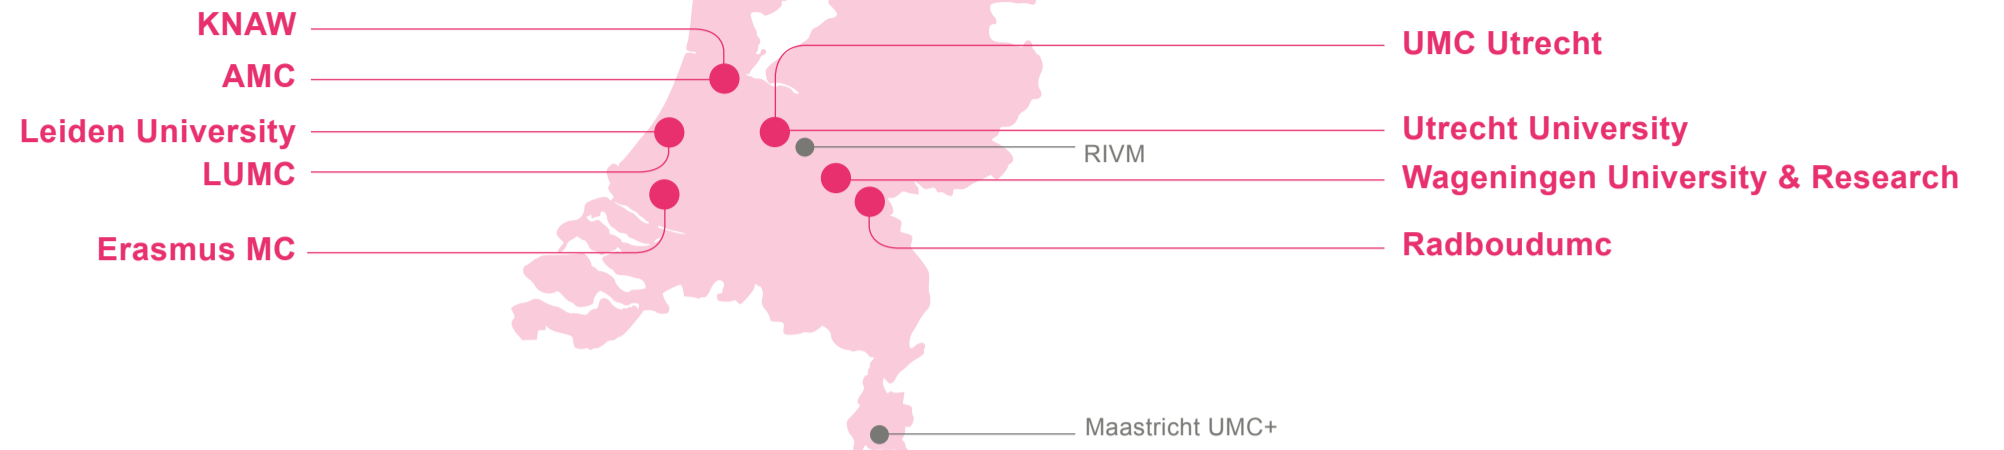 KNAW
AMC
Leiden University
LUMC
Erasmus MC
UMC Utrecht
Utrecht University
RIVM
Wageningen University & Research
Radboudumc
Maastricht UMC+